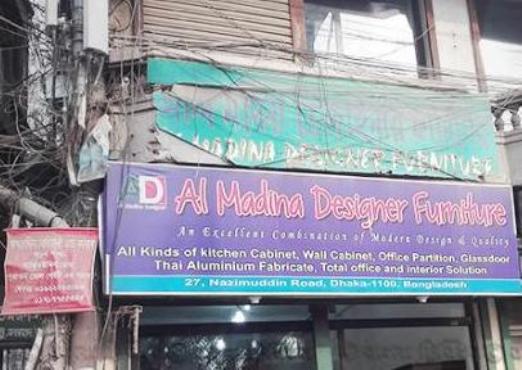 MADINA DESIGNER FURNITURE
AD
Al Madina Designer Furniture
An Excellent Combination of Modern Design & Quality
All Kinds of kitchen Cabinet, Wall Cabinet, Office Partition, Glassdoor
Thai Aluminium Fabricate, Total office and interior Solution
27, Nazimuddin Road, Dhaka-1100, Bangladesh